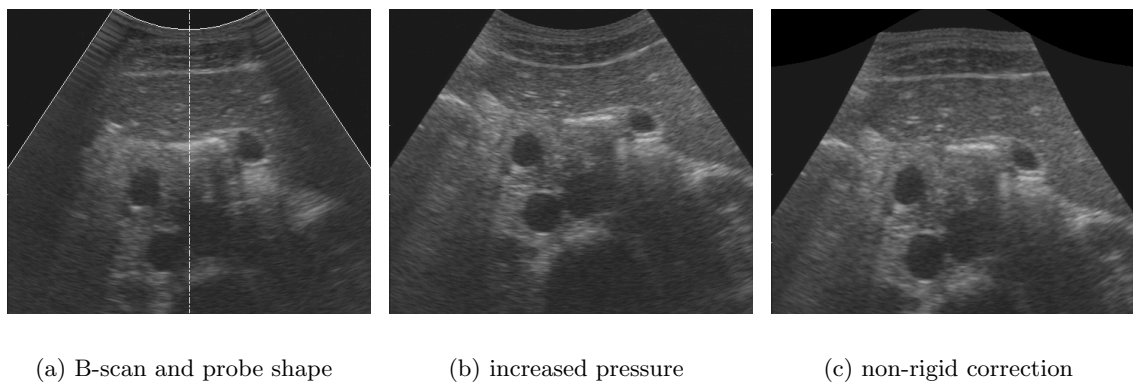 (a) B-scan and probe shape
(b) increased pressure
(c) non-rigid correction